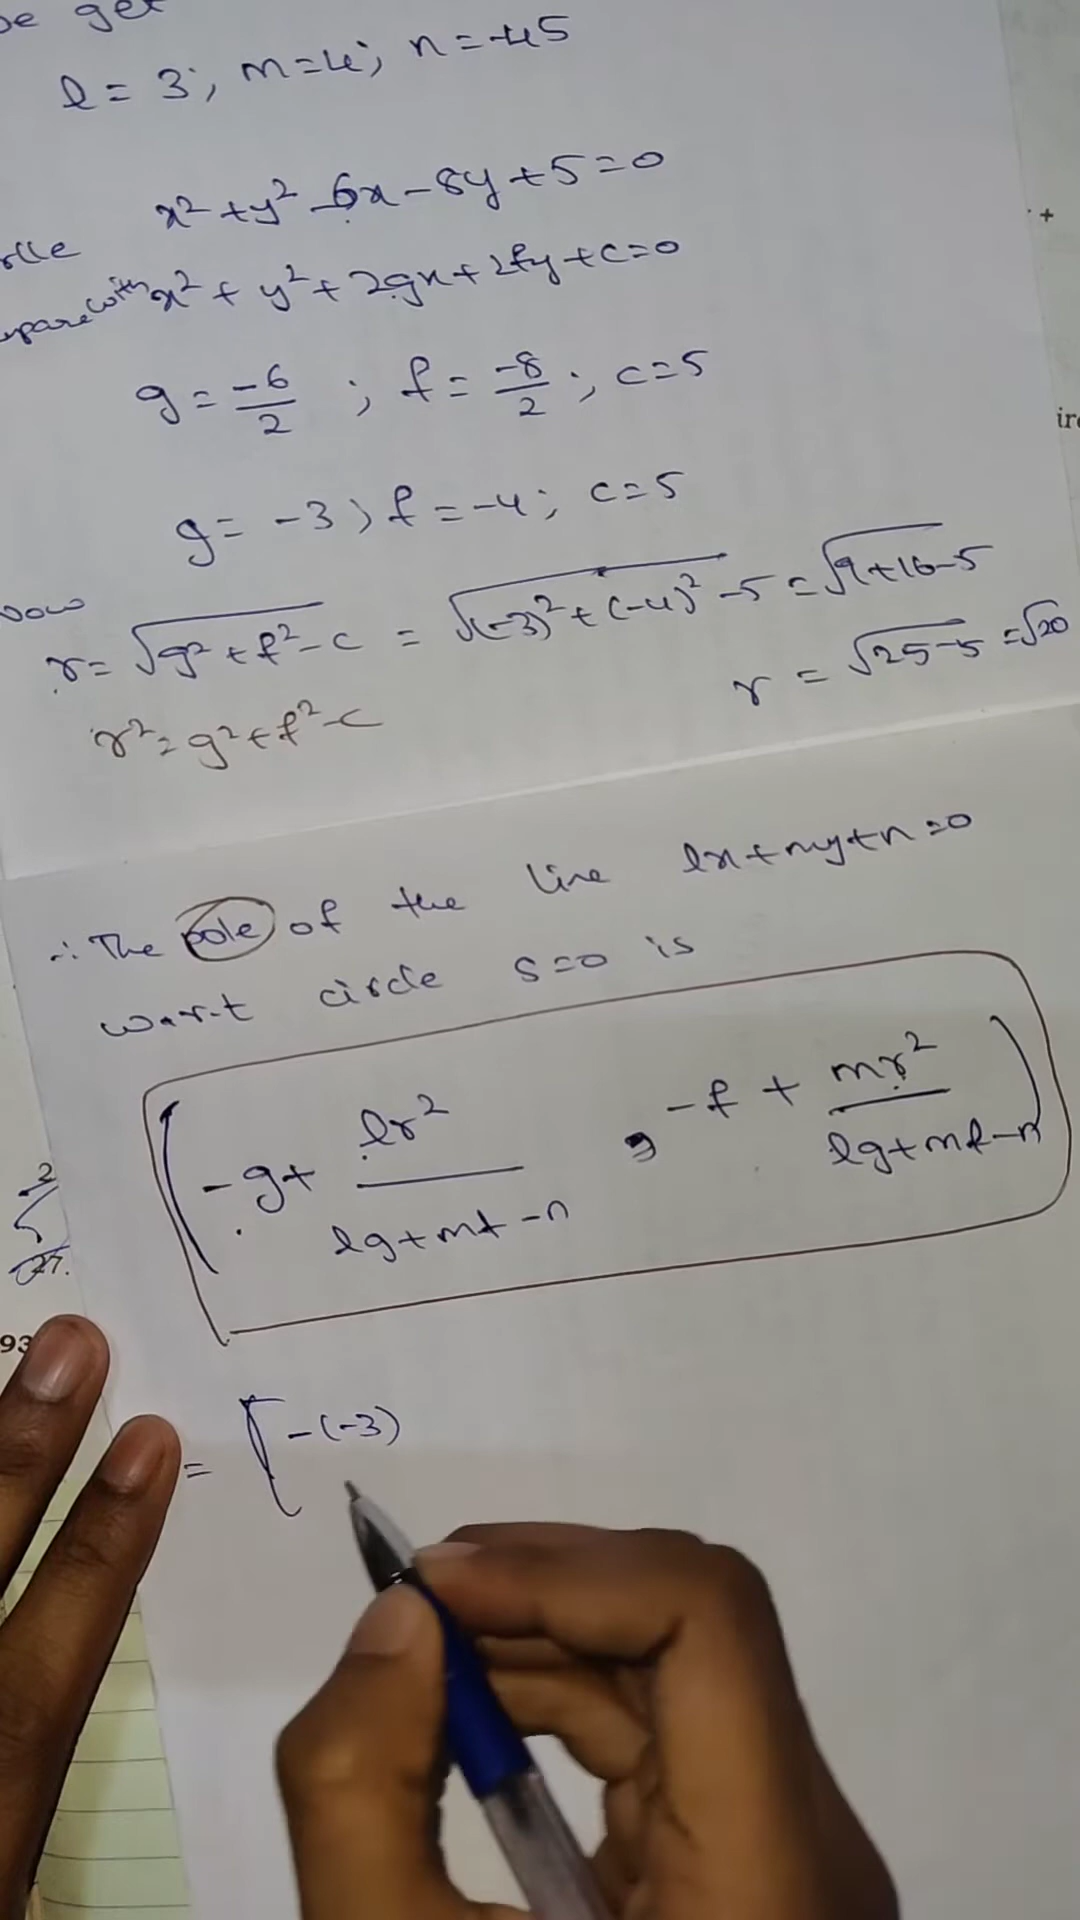 get
l = 3; m=4; n=-45
x² + y² - 6x - 8y + 5 = 0
with x² + y² + 2gx + 2fy + c = 0
g = -6/2 ; f = -8/2 ; c = 5
g = -3 ; f = -4 ; c = 5
r = √(g² + f² - c) = √((-3)² + (-4)² - 5) = √(9+16-5)
r = √(25-5) = √20
r² = g² + f² - c
∴ The pole of the line lx + my + n = 0
w.r.t circle S=0 is
(-g + lr²/(lg + mf - n) , -f + mr²/(lg + mf - n))
93
= [ -(-3)